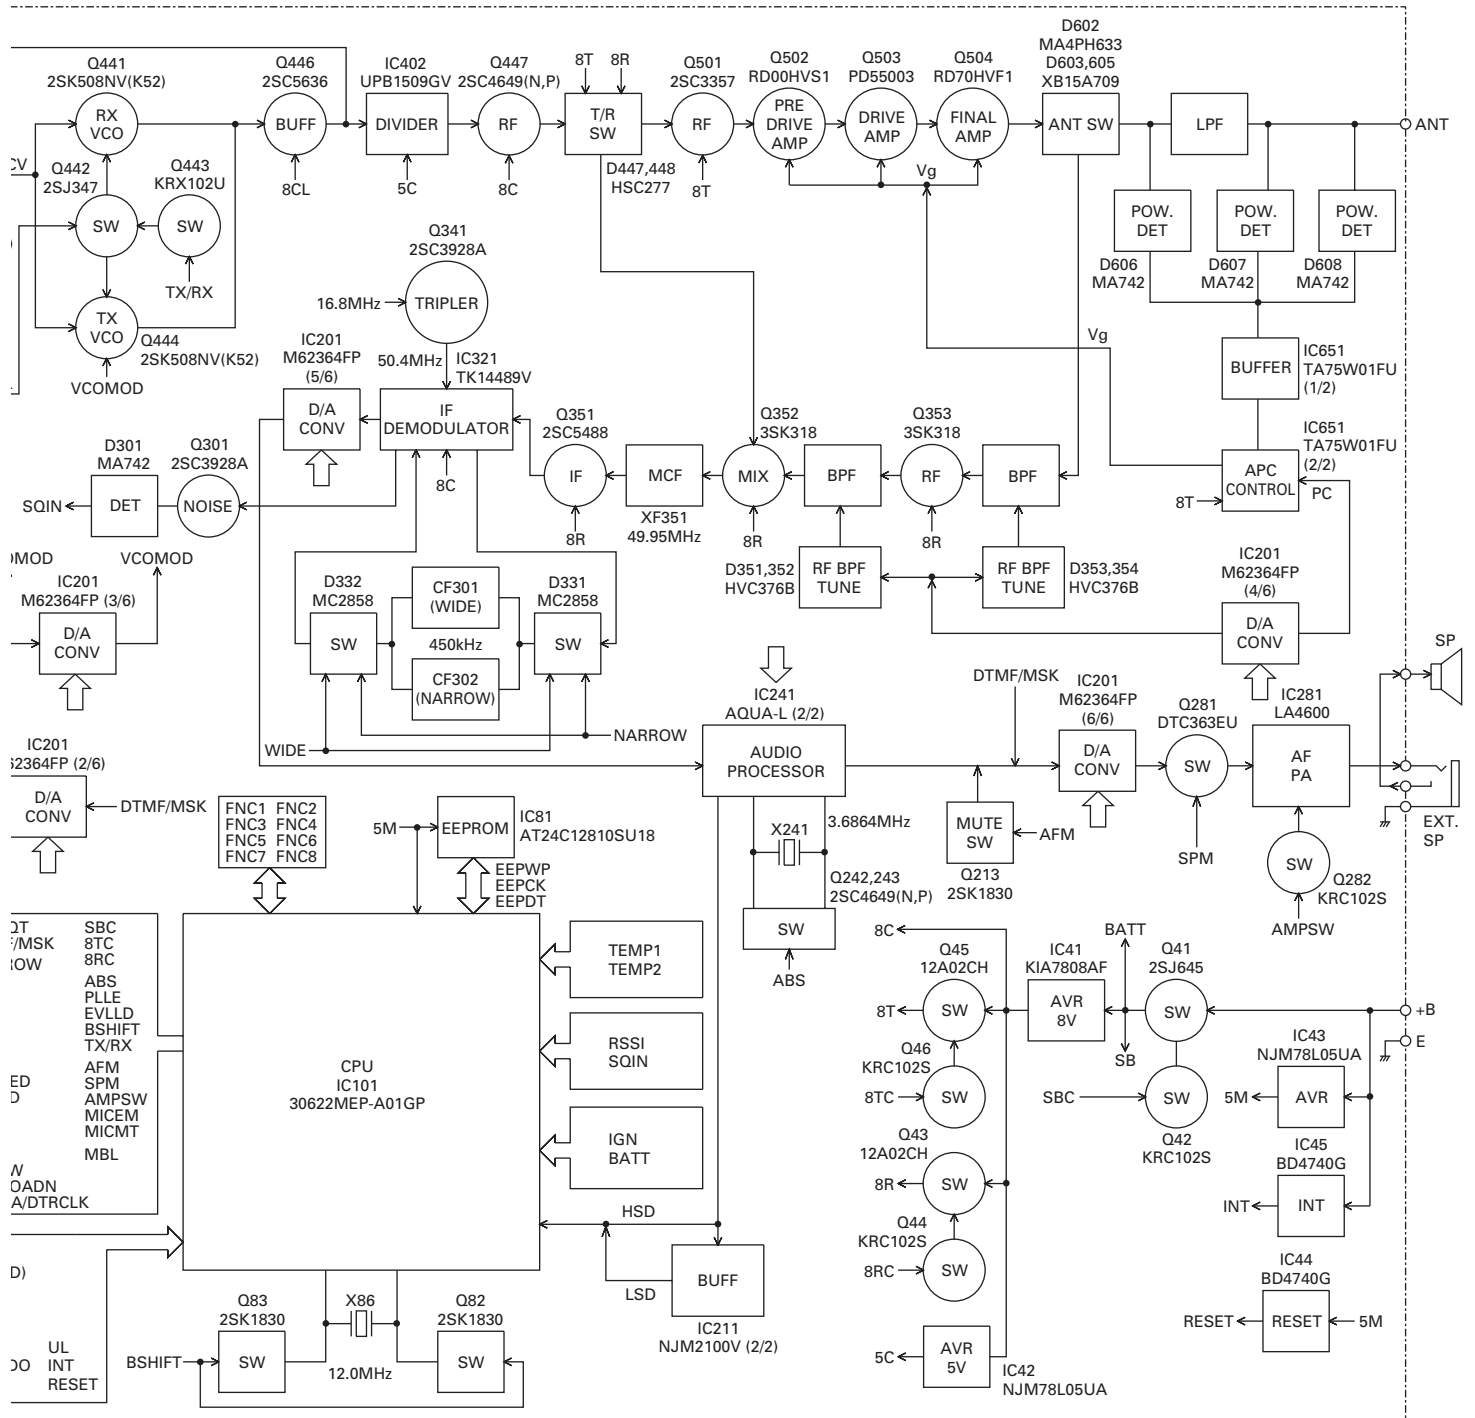 Q441
2SK508NV(K52)
RX
VCO
Q446
2SC5636
BUFF
8CL
IC402
UPB1509GV
DIVIDER
5C
Q447
2SC4649(N,P)
RF
8C
8T
8R
T/R
SW
D447,448
HSC277
Q501
2SC3357
RF
8T
Q502
RD00HVS1
PRE
DRIVE
AMP
Q503
PD55003
DRIVE
AMP
Q504
RD70HVF1
FINAL
AMP
Vg
D602
MA4PH633
D603,605
XB15A709
ANT SW
LPF
ANT
CV
Q442
2SJ347
SW
Q443
KRX102U
SW
TX/RX
TX
VCO
Q444
2SK508NV(K52)
VCOMOD
POW.
DET
D606
MA742
POW.
DET
D607
MA742
POW.
DET
D608
MA742
Q341
2SC3928A
16.8MHz
TRIPLER
50.4MHz
IC321
TK14489V
IF
DEMODULATOR
8C
IC201
M62364FP
(5/6)
D/A
CONV
Vg
BUFFER
IC651
TA75W01FU
(1/2)
IC651
TA75W01FU
(2/2)
APC
CONTROL
PC
8T
D301
MA742
SQIN
DET
Q301
2SC3928A
NOISE
Q351
2SC5488
IF
8R
MCF
XF351
49.95MHz
Q352
3SK318
MIX
8R
BPF
Q353
3SK318
RF
8R
BPF
D351,352
HVC376B
RF BPF
TUNE
RF BPF
TUNE
D353,354
HVC376B
IC201
M62364FP
(4/6)
D/A
CONV
VCOMOD
IC201
M62364FP (3/6)
D/A
CONV
D332
MC2858
SW
CF301
(WIDE)
450kHz
CF302
(NARROW)
D331
MC2858
SW
WIDE
NARROW
IC241
AQUA-L (2/2)
AUDIO
PROCESSOR
DTMF/MSK
IC201
M62364FP
(6/6)
D/A
CONV
Q281
DTC363EU
SW
SPM
IC281
LA4600
AF
PA
SP
EXT.
SP
SW
Q282
KRC102S
AMPSW
MUTE
SW
AFM
Q213
2SK1830
X241
3.6864MHz
Q242,243
2SC4649(N,P)
SW
ABS
IC201
62364FP (2/6)
D/A
CONV
DTMF/MSK
FNC1 FNC2
FNC3 FNC4
FNC5 FNC6
FNC7 FNC8
5M
EEPROM
IC81
AT24C12810SU18
EEPWP
EEPCK
EEPDT
CPU
IC101
30622MEP-A01GP
SBC
8TC
8RC
ABS
PLLE
EVLLD
BSHIFT
TX/RX
AFM
SPM
AMPSW
MICEM
MICMT
MBL
A/DTRCLK
TEMP1
TEMP2
RSSI
SQIN
IGN
BATT
HSD
LSD
BUFF
IC211
NJM2100V (2/2)
8C
Q45
12A02CH
8T
SW
Q46
KRC102S
8TC
SW
Q43
12A02CH
8R
SW
Q44
KRC102S
8RC
SW
5C
AVR
5V
IC42
NJM78L05UA
IC41
KIA7808AF
AVR
8V
BATT
SB
Q41
2SJ645
SW
SBC
SW
Q42
KRC102S
+B
E
IC43
NJM78L05UA
5M
AVR
IC45
BD4740G
INT
INT
IC44
BD4740G
RESET
RESET
5M
UL
INT
RESET
BSHIFT
Q83
2SK1830
SW
X86
12.0MHz
Q82
2SK1830
SW